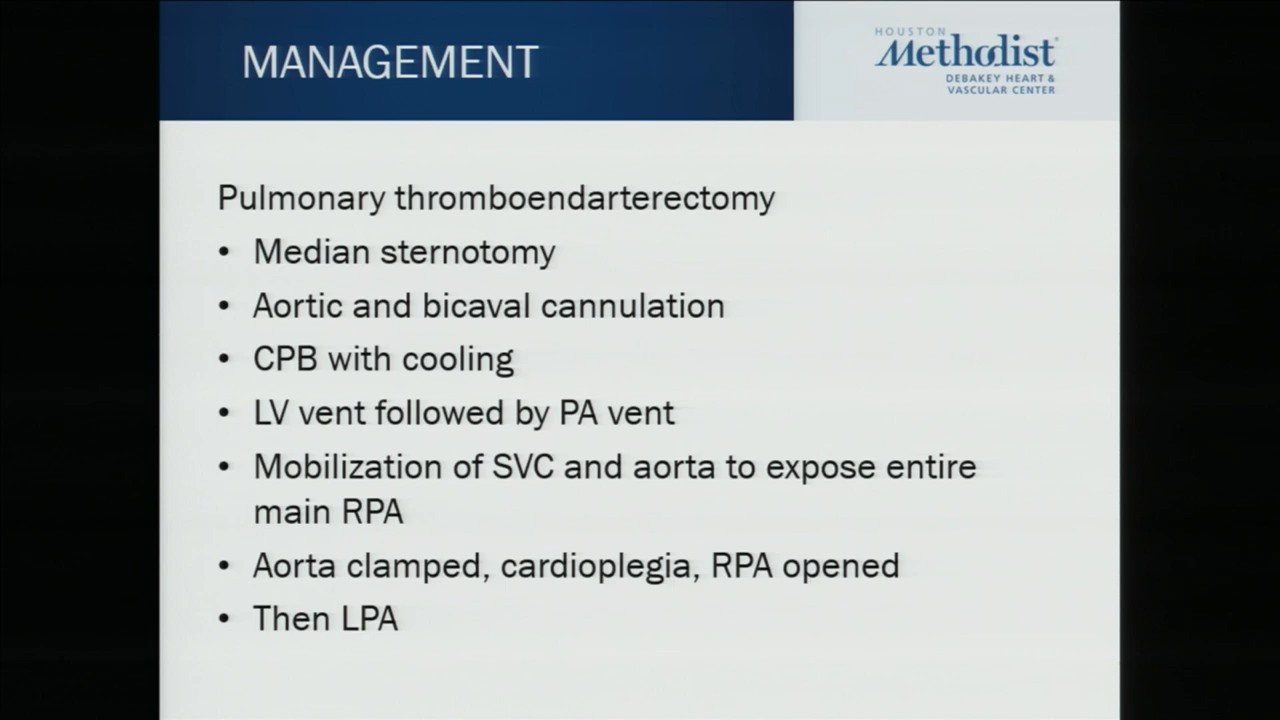 MANAGEMENT
HOUSTON
Methodist
DEBAKEY HEART &
VASCULAR CENTER
Pulmonary thromboendarterectomy
• Median sternotomy
• Aortic and bicaval cannulation
• CPB with cooling
• LV vent followed by PA vent
• Mobilization of SVC and aorta to expose entire
main RPA
• Aorta clamped, cardioplegia, RPA opened
• Then LPA